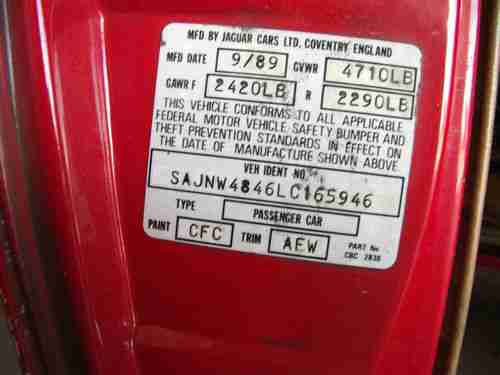 MFD BY JAGUAR CARS LTD, COVENTRY, ENGLAND
MFD DATE 9/89 GVWR 4710LB
GAWR F 2420LB R 2290LB
THIS VEHICLE CONFORMS TO ALL APPLICABLE
FEDERAL MOTOR VEHICLE SAFETY BUMPER AND
THEFT PREVENTION STANDARDS IN EFFECT ON
THE DATE OF MANUFACTURE SHOWN ABOVE.
VEH IDENT NO.
SAJNW4846LC165946
TYPE PASSENGER CAR
PAINT CFC TRIM AEW PART No
CBC 2838